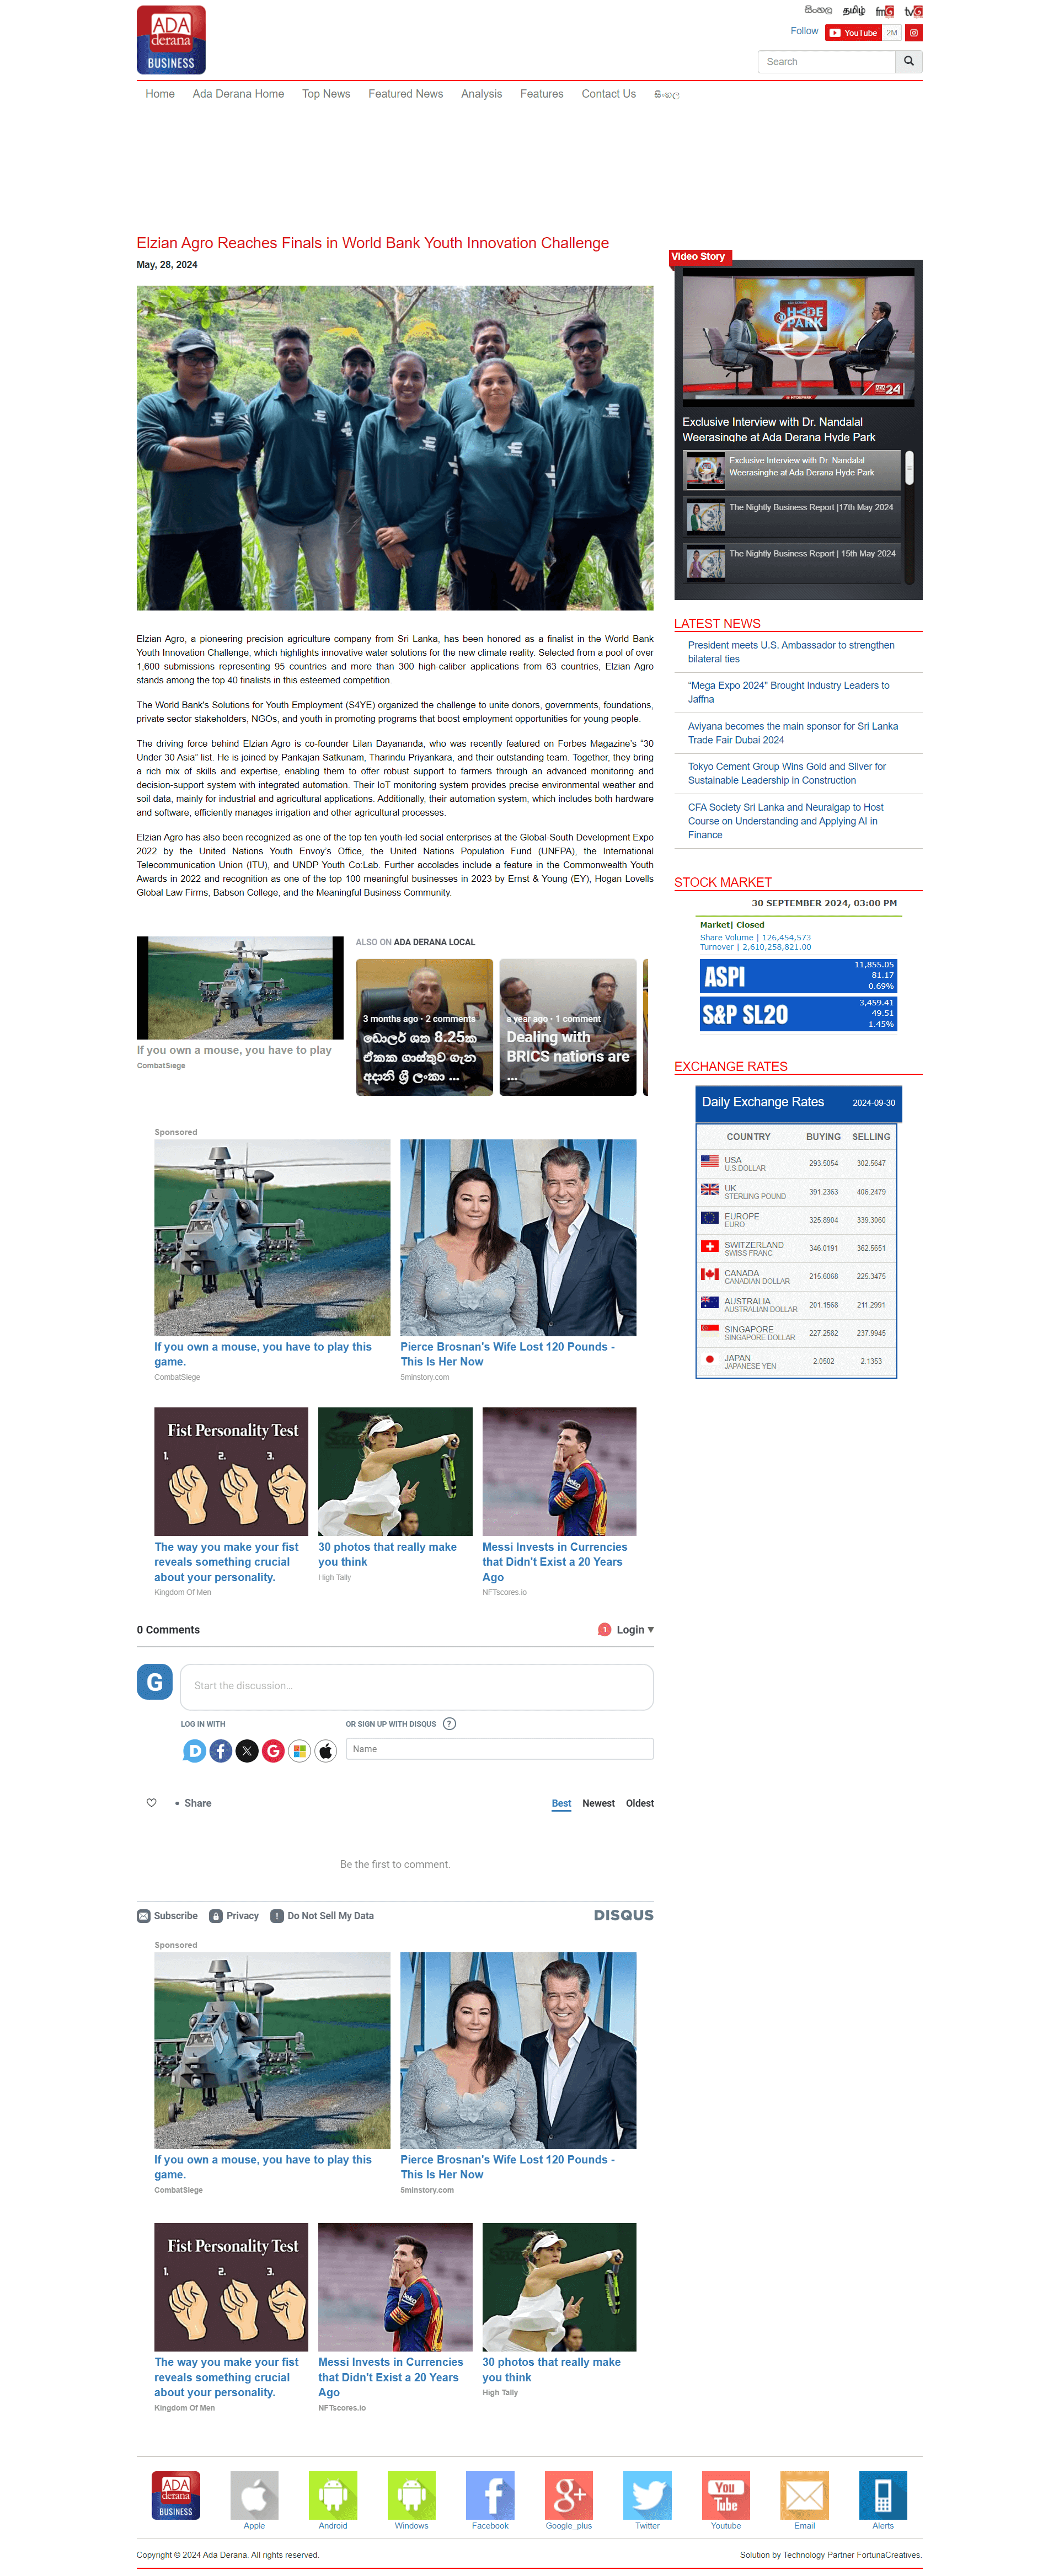 ADA
derana
BUSINESS
සිංහල தமிழ் fm tv
Follow YouTube 2M
Search
Home Ada Derana Home Top News Featured News Analysis Features Contact Us සිංහල
Elzian Agro Reaches Finals in World Bank Youth Innovation Challenge
May, 28, 2024
Elzian Agro, a pioneering precision agriculture company from Sri Lanka, has been honored as a finalist in the World Bank
Youth Innovation Challenge, which highlights innovative water solutions for the new climate reality. Selected from a pool of over
1,600 submissions representing 95 countries and more than 300 high-caliber applications from 63 countries, Elzian Agro
stands among the top 40 finalists in this esteemed competition.
The World Bank's Solutions for Youth Employment (S4YE) organized the challenge to unite donors, governments, foundations,
private sector stakeholders, NGOs, and youth in promoting programs that boost employment opportunities for young people.
The driving force behind Elzian Agro is co-founder Lilan Dayananda, who was recently featured on Forbes Magazine's "30
Under 30 Asia" list. He is joined by Pankajan Satkunam, Tharindu Priyankara, and their outstanding team. Together, they bring
a rich mix of skills and expertise, enabling them to offer robust support to farmers through an advanced monitoring and
decision-support system with integrated automation. Their IoT monitoring system provides precise environmental weather and
soil data, mainly for industrial and agricultural applications. Additionally, their automation system, which includes both hardware
and software, efficiently manages irrigation and other agricultural processes.
Elzian Agro has also been recognized as one of the top ten youth-led social enterprises at the Global-South Development Expo
2022 by the United Nations Youth Envoy's Office, the United Nations Population Fund (UNFPA), the International
Telecommunication Union (ITU), and UNDP Youth Co:Lab. Further accolades include a feature in the Commonwealth Youth
Awards in 2022 and recognition as one of the top 100 meaningful businesses in 2023 by Ernst & Young (EY), Hogan Lovells
Global Law Firms, Babson College, and the Meaningful Business Community.
If you own a mouse, you have to play
CombatSiege
ALSO ON ADA DERANA LOCAL
3 months ago • 2 comments
ඩොලර් ශත 8.25ක
ඒකක ගාස්තුව ගැන
අදානි ශ්‍රී ලංකා ...
a year ago • 1 comment
Dealing with
BRICS nations are
...
Sponsored
If you own a mouse, you have to play this
game.
CombatSiege
Pierce Brosnan's Wife Lost 120 Pounds -
This Is Her Now
5minstory.com
Fist Personality Test
1. 2. 3.
The way you make your fist
reveals something crucial
about your personality.
Kingdom Of Men
30 photos that really make
you think
High Tally
Messi Invests in Currencies
that Didn't Exist a 20 Years
Ago
NFTscores.io
0 Comments
1 Login
G
Start the discussion...
LOG IN WITH
OR SIGN UP WITH DISQUS ?
Name
• Share
Best Newest Oldest
Be the first to comment.
Subscribe Privacy Do Not Sell My Data
DISQUS
Sponsored
If you own a mouse, you have to play this
game.
CombatSiege
Pierce Brosnan's Wife Lost 120 Pounds -
This Is Her Now
5minstory.com
Fist Personality Test
1. 2. 3.
The way you make your fist
reveals something crucial
about your personality.
Kingdom Of Men
Messi Invests in Currencies
that Didn't Exist a 20 Years
Ago
NFTscores.io
30 photos that really make
you think
High Tally
Video Story
HYDE
PARK
24
Exclusive Interview with Dr. Nandalal
Weerasinghe at Ada Derana Hyde Park
Exclusive Interview with Dr. Nandalal
Weerasinghe at Ada Derana Hyde Park
The Nightly Business Report |17th May 2024
The Nightly Business Report | 15th May 2024
LATEST NEWS
President meets U.S. Ambassador to strengthen
bilateral ties
"Mega Expo 2024" Brought Industry Leaders to
Jaffna
Aviyana becomes the main sponsor for Sri Lanka
Trade Fair Dubai 2024
Tokyo Cement Group Wins Gold and Silver for
Sustainable Leadership in Construction
CFA Society Sri Lanka and Neuralgap to Host
Course on Understanding and Applying AI in
Finance
STOCK MARKET
30 SEPTEMBER 2024, 03:00 PM
Market| Closed
Share Volume | 126,454,573
Turnover | 2,610,258,821.00
ASPI
11,855.05
81.17
0.69%
S&P SL20
3,459.41
49.51
1.45%
EXCHANGE RATES
Daily Exchange Rates 2024-09-30
COUNTRY BUYING SELLING
USA
U.S.DOLLAR 293.5054 302.5647
UK
STERLING POUND 391.2363 406.2479
EUROPE
EURO 325.8904 339.3060
SWITZERLAND
SWISS FRANC 346.0191 362.5651
CANADA
CANADIAN DOLLAR 215.6068 225.3475
AUSTRALIA
AUSTRALIAN DOLLAR 201.1568 211.2991
SINGAPORE
SINGAPORE DOLLAR 227.2582 237.9945
JAPAN
JAPANESE YEN 2.0502 2.1353
ADA
derana
BUSINESS
You
Tube
Apple Android Windows Facebook Google_plus Twitter Youtube Email Alerts
Copyright © 2024 Ada Derana. All rights reserved.
Solution by Technology Partner FortunaCreatives.